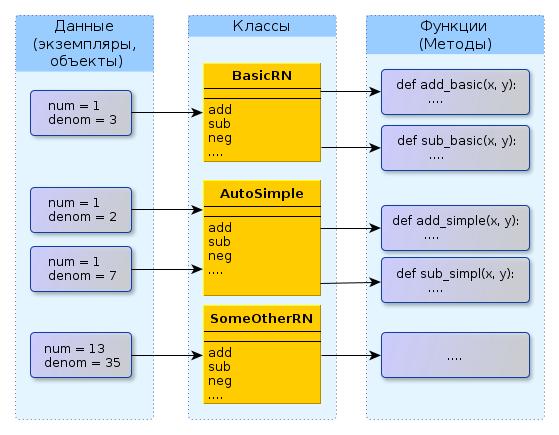 Данные
(экземпляры,
объекты)
Классы
Функции
(Методы)
num = 1
denom = 3
num = 1
denom = 2
num = 1
denom = 7
num = 13
denom = 35
BasicRN
add
sub
neg
....
AutoSimple
add
sub
neg
....
SomeOtherRN
add
sub
neg
....
def add_basic(x, y):
....
def sub_basic(x, y):
....
def add_simple(x, y):
....
def sub_simpl(x, y):
....
....